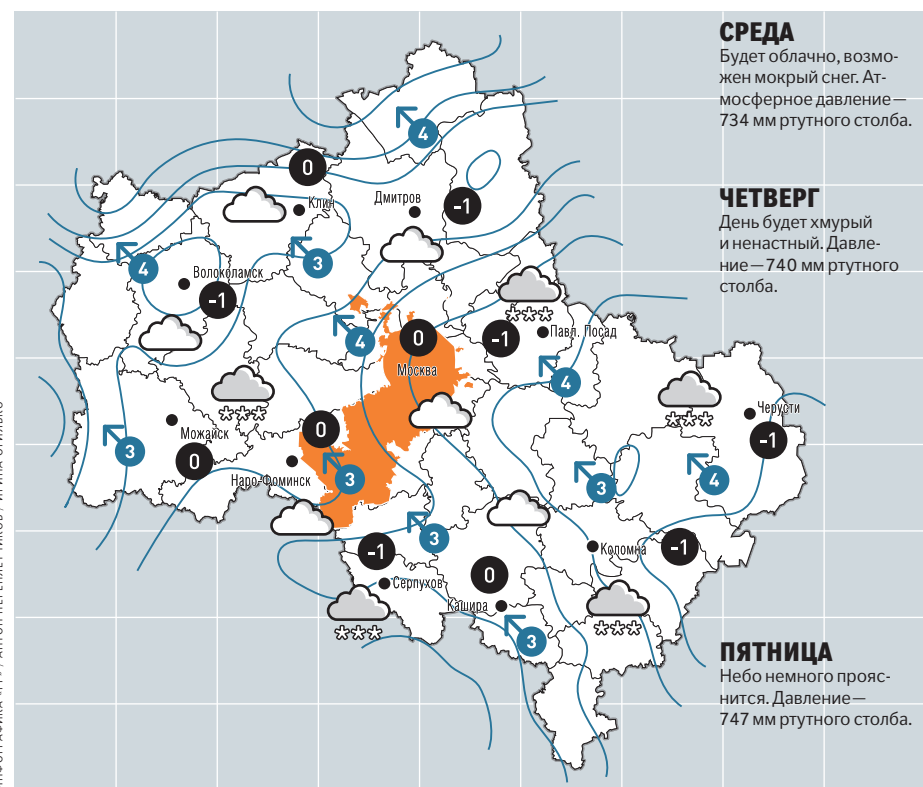 СРЕДА
Будет облачно, возмо-
жен мокрый снег. Ат-
мосферное давление—
734 мм ртутного столба.
ЧЕТВЕРГ
День будет хмурый
и ненастный. Давле-
ние—740 мм ртутного
столба.
ПЯТНИЦА
Небо немного прояс-
нится. Давление—
747 мм ртутного столба.
4
0
Клин
Дмитров
-1
3
4
Волоколамск
-1
4
0
Москва
-1
Павл. Посад
4
Черусти
-1
Можайск
0
3
0
Наро-Фоминск
3
3
4
3
-1
Серпухов
0
Кашира
3
Коломна
-1